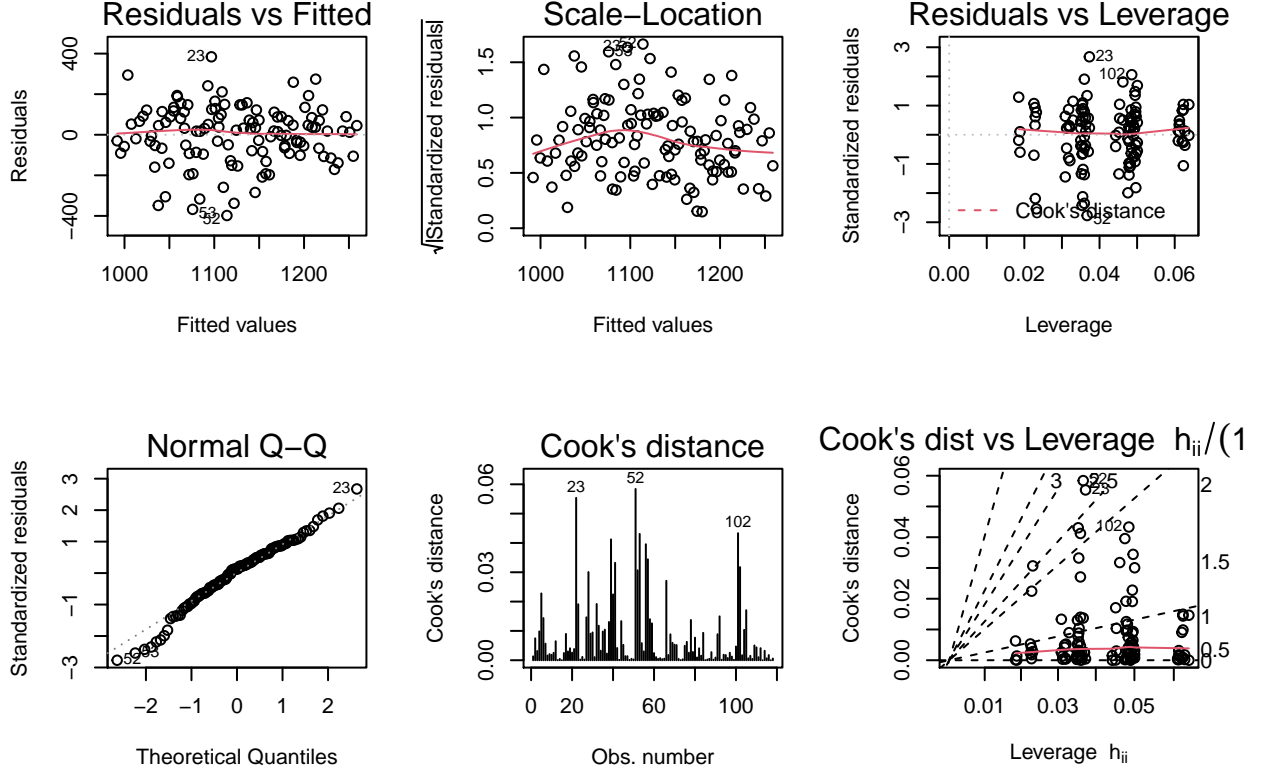 Residuals vs Fitted
Residuals
400
0
−400
23
53
52
1000 1100 1200
Fitted values
Scale−Location
√|Standardized residuals|
1.5
1.0
0.5
0.0
1000 1100 1200
Fitted values
Residuals vs Leverage
Standardized residuals
3
1
−1
−3
23
102
52
Cook's distance
0.00 0.02 0.04 0.06
Leverage
Normal Q−Q
Standardized residuals
3
2
1
−1
−3
23
52
53
−2 −1 0 1 2
Theoretical Quantiles
Cook's distance
Cook's distance
0.06
0.03
0.00
23
52
102
0 20 60 100
Obs. number
Cook's dist vs Leverage hii/(1
Cook's distance
0.06
0.04
0.02
0.00
3
2.5
2
1.5
1
0.5
0
52
23
102
0.01 0.03 0.05
Leverage hii